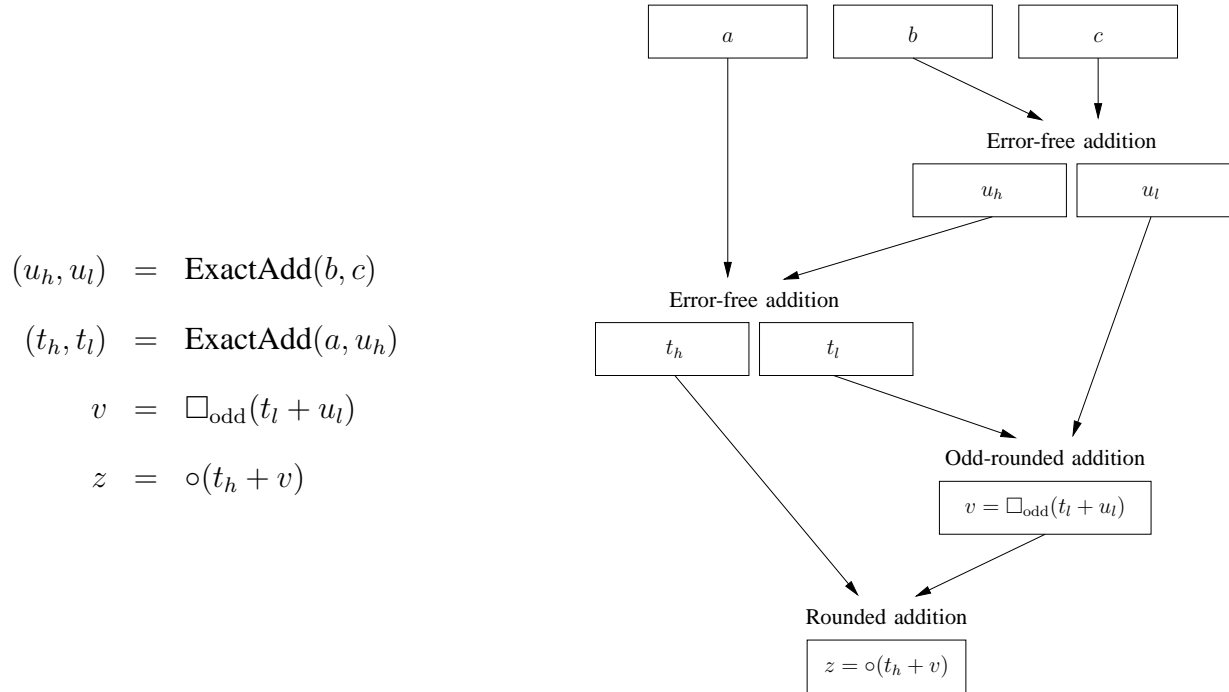 (u_h, u_l) = ExactAdd(b, c)
(t_h, t_l) = ExactAdd(a, u_h)
v = □_odd(t_l + u_l)
z = ∘(t_h + v)
a b c
Error-free addition
u_h u_l
Error-free addition
t_h t_l
Odd-rounded addition
v = □_odd(t_l + u_l)
Rounded addition
z = ∘(t_h + v)